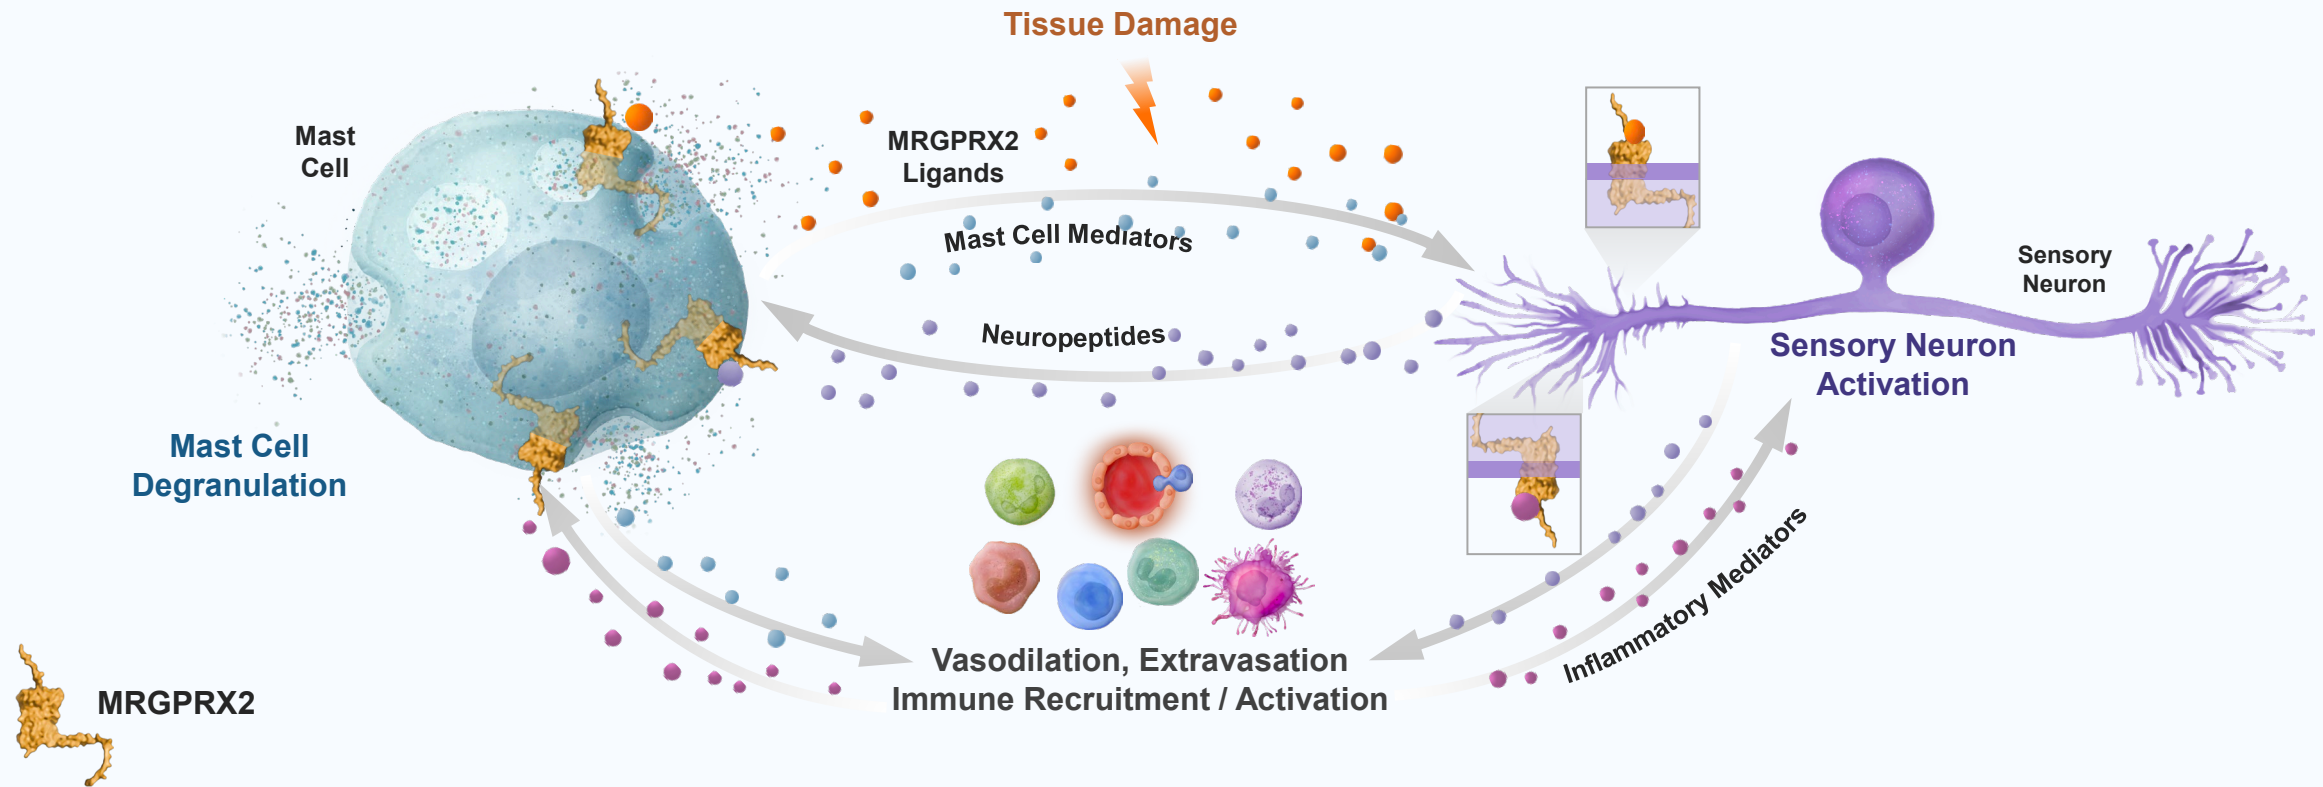 Tissue Damage
Mast
Cell
MRGPRX2
Ligands
Mast Cell Mediators
Neuropeptides
Sensory
Neuron
Sensory Neuron
Activation
Mast Cell
Degranulation
Inflammatory Mediators
Vasodilation, Extravasation
Immune Recruitment / Activation
MRGPRX2